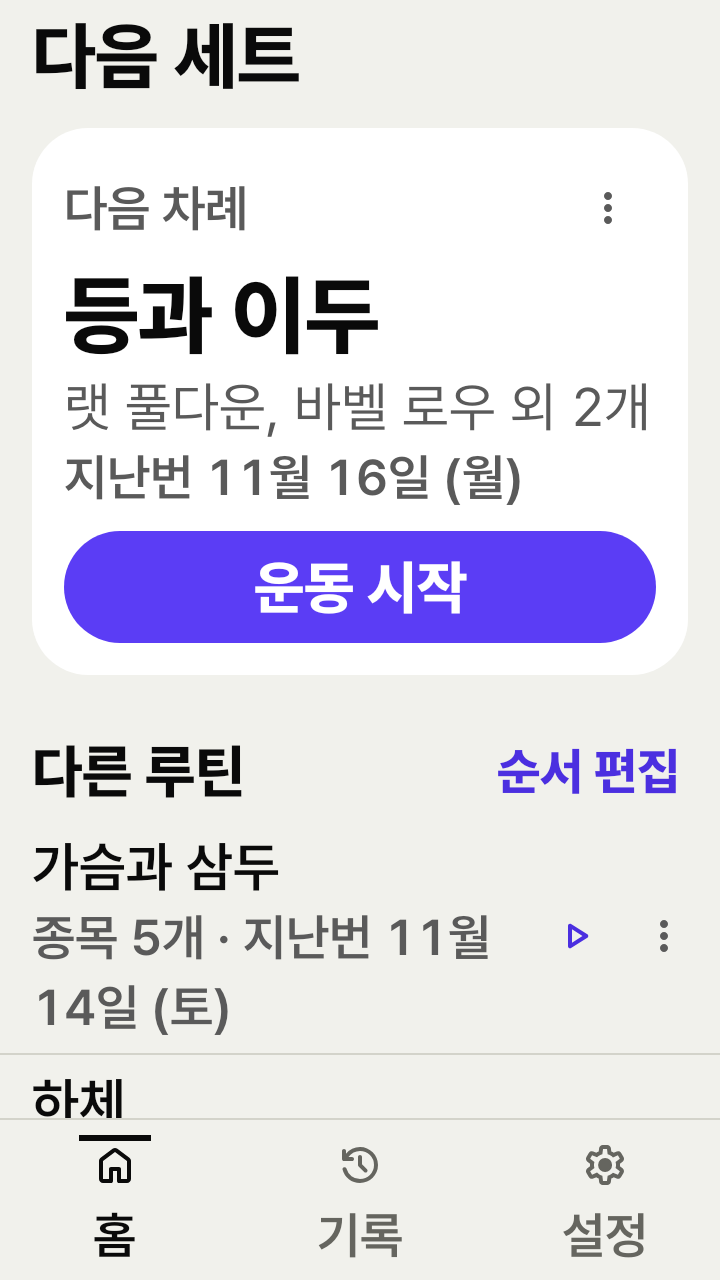 다음 세트
다음 차례
등과 이두
랫 풀다운, 바벨 로우 외 2개
지난번 11월 16일 (월)
운동 시작
다른 루틴
순서 편집
가슴과 삼두
종목 5개 · 지난번 11월
14일 (토)
하체
홈
기록
설정